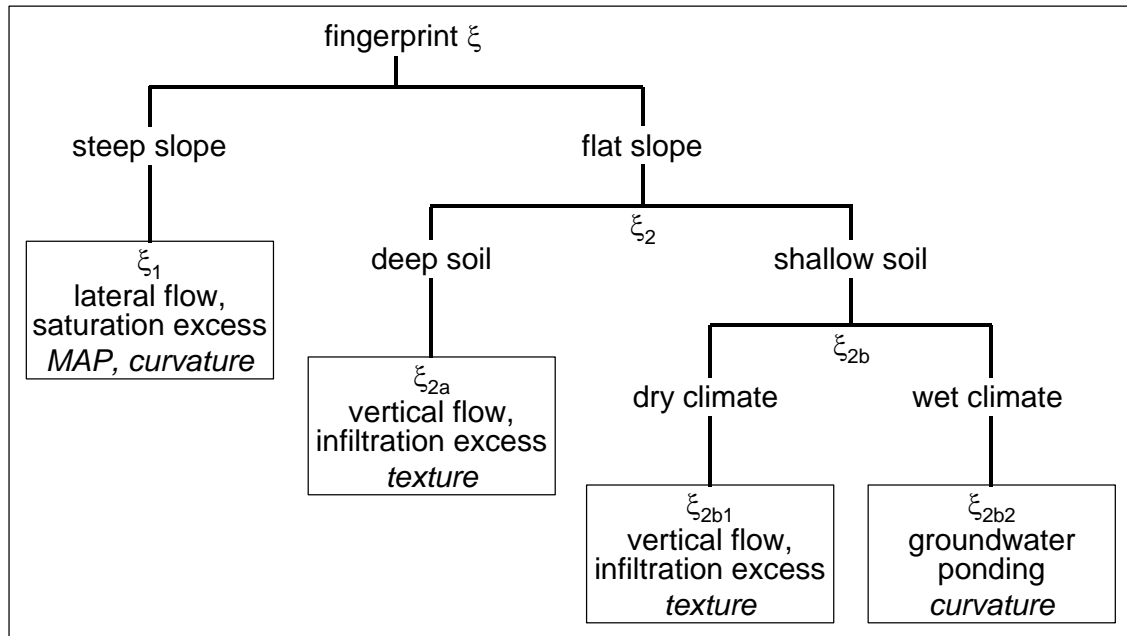 fingerprint ξ
steep slope
flat slope
ξ2
ξ1
lateral flow,
saturation excess
MAP, curvature
deep soil
shallow soil
ξ2a
vertical flow,
infiltration excess
texture
ξ2b
dry climate
wet climate
ξ2b1
vertical flow,
infiltration excess
texture
ξ2b2
groundwater
ponding
curvature